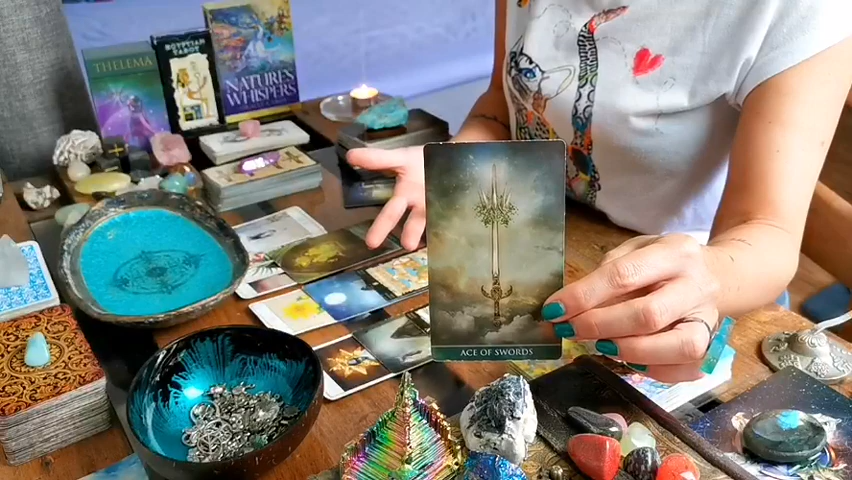 THELEMA
EGYPTIAN
TAROT
NATURE'S
WHISPERS
ACE OF SWORDS